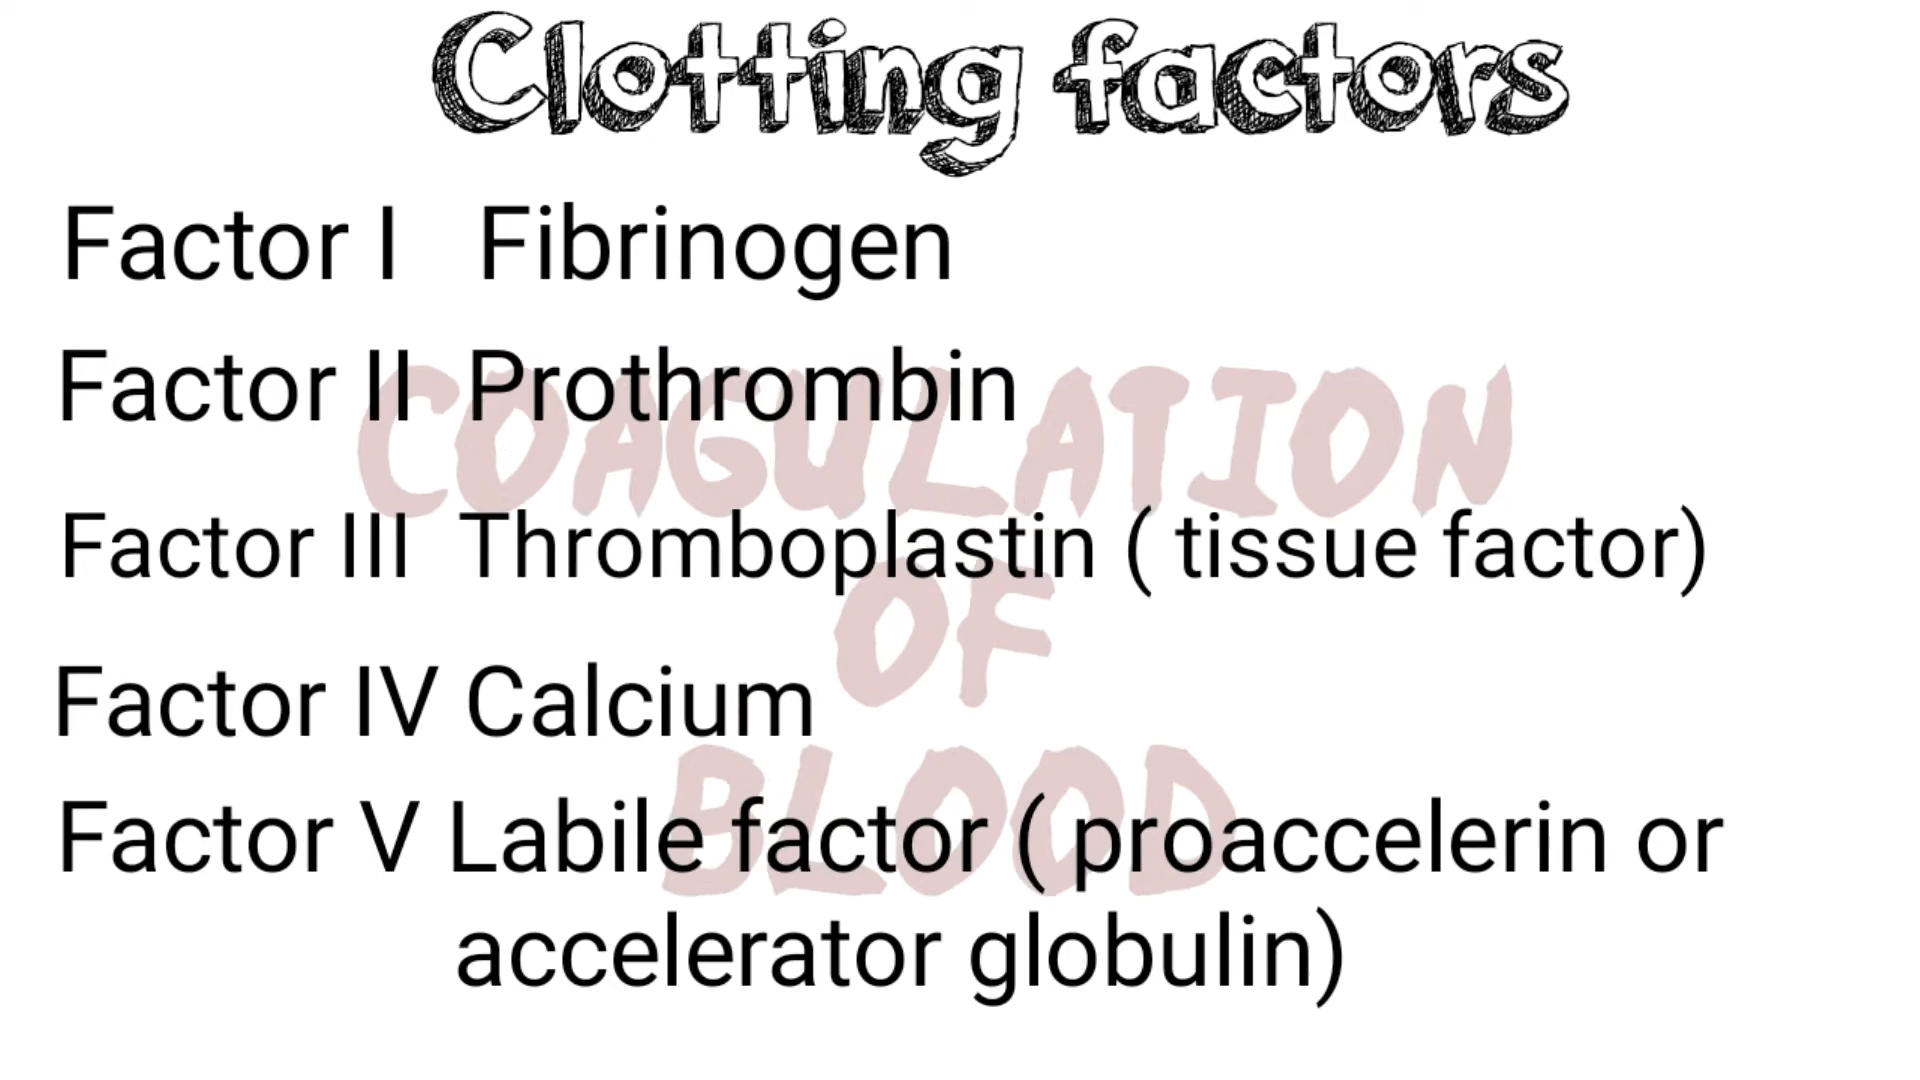 Clotting factors
Factor I Fibrinogen
Factor II Prothrombin
COAGULATION
Factor III Thromboplastin ( tissue factor)
OF
Factor IV Calcium
BLOOD
Factor V Labile factor ( proaccelerin or
accelerator globulin)